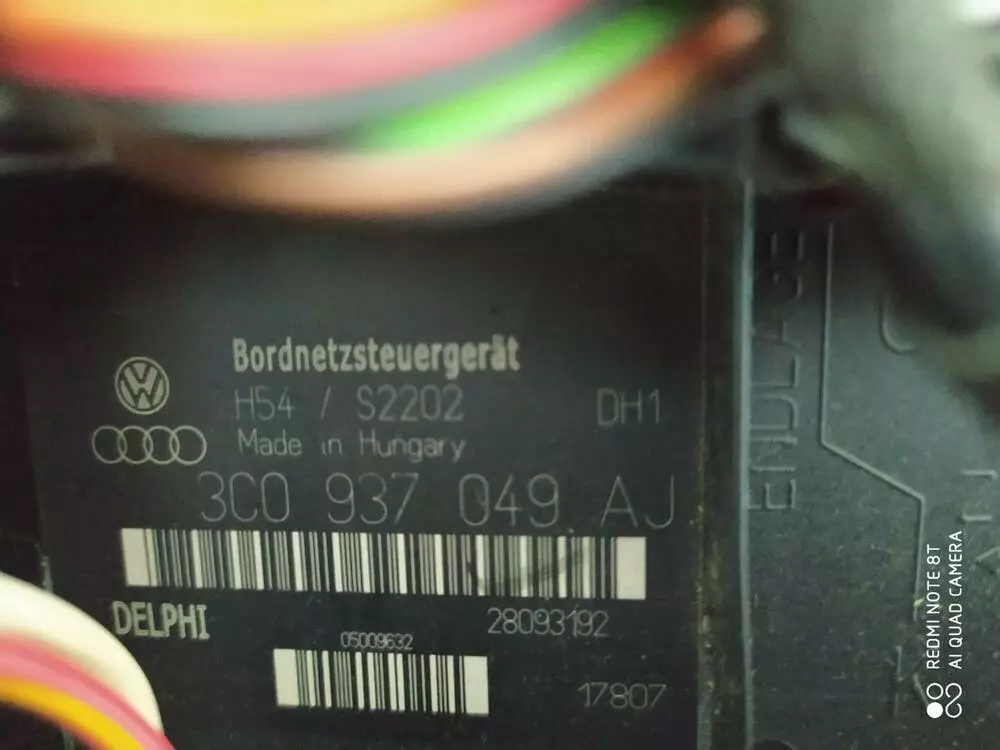 Bordnetzsteuergerät
H54 / S2202 DH1
Made in Hungary
3C0 937 049 AJ
DELPHI 28093192
05009632
17807
ENDLAGE
REDMI NOTE 8T
AI QUAD CAMERA